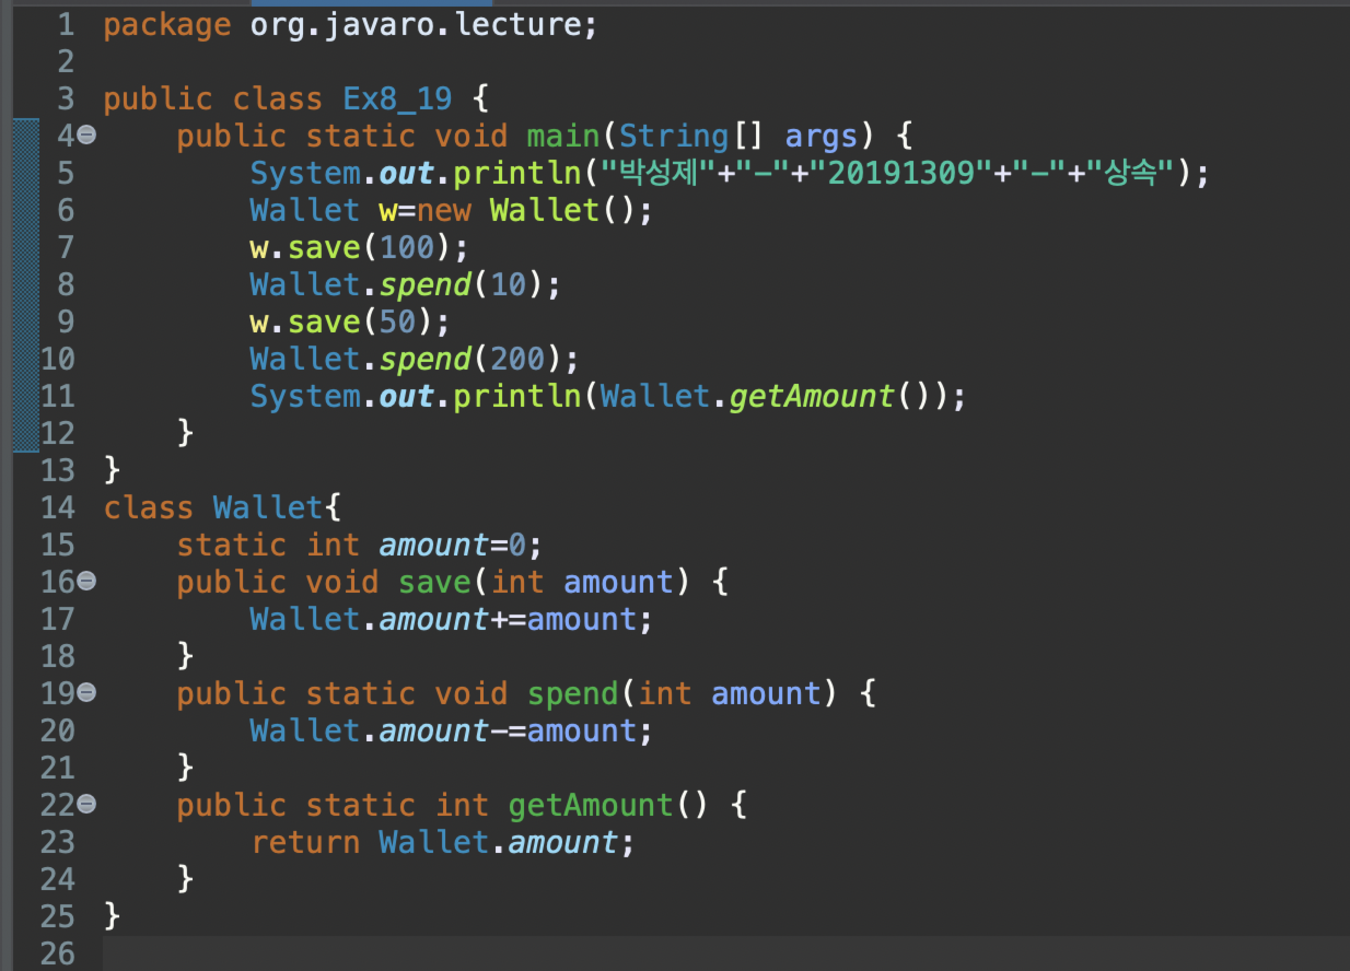 1 package org.javaro.lecture;
2
3 public class Ex8_19 {
4 public static void main(String[] args) {
5 System.out.println("박성제"+"-"+"20191309"+"-"+"상속");
6 Wallet w=new Wallet();
7 w.save(100);
8 Wallet.spend(10);
9 w.save(50);
10 Wallet.spend(200);
11 System.out.println(Wallet.getAmount());
12 }
13 }
14 class Wallet{
15 static int amount=0;
16 public void save(int amount) {
17 Wallet.amount+=amount;
18 }
19 public static void spend(int amount) {
20 Wallet.amount-=amount;
21 }
22 public static int getAmount() {
23 return Wallet.amount;
24 }
25 }
26